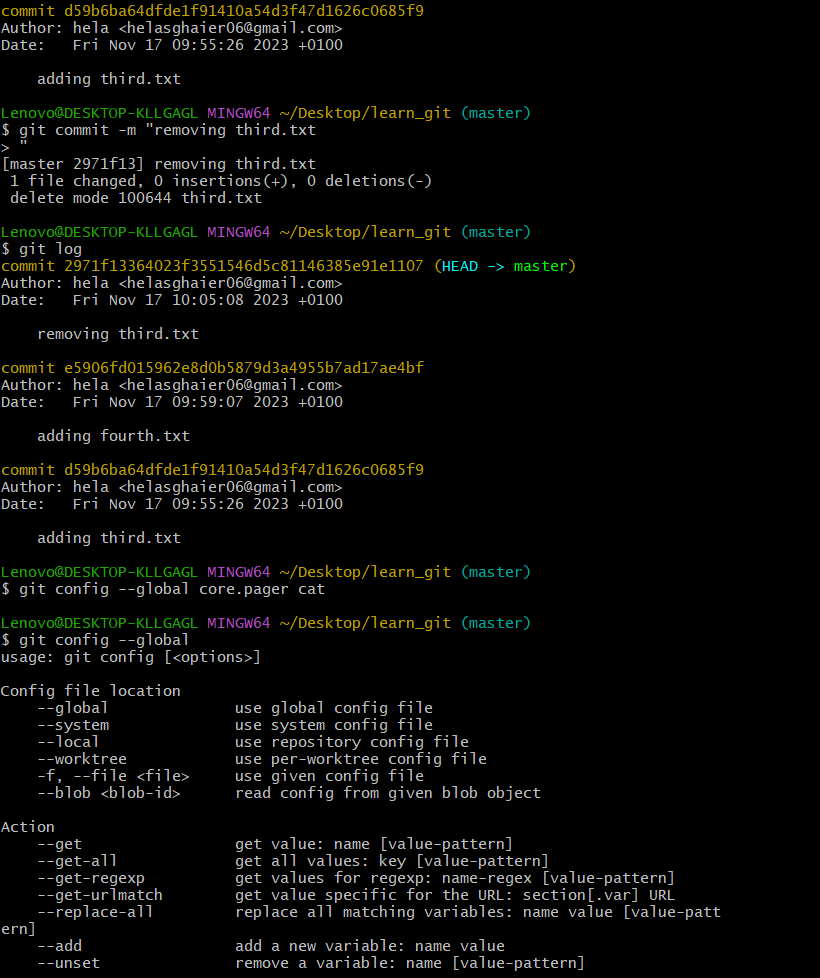 commit d59b6ba64dfde1f91410a54d3f47d1626c0685f9
Author: hela <helasghaier06@gmail.com>
Date:   Fri Nov 17 09:55:26 2023 +0100

    adding third.txt

Lenovo@DESKTOP-KLLGAGL MINGW64 ~/Desktop/learn_git (master)
$ git commit -m "removing third.txt
> "
[master 2971f13] removing third.txt
 1 file changed, 0 insertions(+), 0 deletions(-)
 delete mode 100644 third.txt

Lenovo@DESKTOP-KLLGAGL MINGW64 ~/Desktop/learn_git (master)
$ git log
commit 2971f13364023f3551546d5c81146385e91e1107 (HEAD -> master)
Author: hela <helasghaier06@gmail.com>
Date:   Fri Nov 17 10:05:08 2023 +0100

    removing third.txt

commit e5906fd015962e8d0b5879d3a4955b7ad17ae4bf
Author: hela <helasghaier06@gmail.com>
Date:   Fri Nov 17 09:59:07 2023 +0100

    adding fourth.txt

commit d59b6ba64dfde1f91410a54d3f47d1626c0685f9
Author: hela <helasghaier06@gmail.com>
Date:   Fri Nov 17 09:55:26 2023 +0100

    adding third.txt

Lenovo@DESKTOP-KLLGAGL MINGW64 ~/Desktop/learn_git (master)
$ git config --global core.pager cat

Lenovo@DESKTOP-KLLGAGL MINGW64 ~/Desktop/learn_git (master)
$ git config --global
usage: git config [<options>]

Config file location
    --global              use global config file
    --system              use system config file
    --local               use repository config file
    --worktree            use per-worktree config file
    -f, --file <file>     use given config file
    --blob <blob-id>      read config from given blob object

Action
    --get                 get value: name [value-pattern]
    --get-all             get all values: key [value-pattern]
    --get-regexp          get values for regexp: name-regex [value-pattern]
    --get-urlmatch        get value specific for the URL: section[.var] URL
    --replace-all         replace all matching variables: name value [value-patt
ern]
    --add                 add a new variable: name value
    --unset               remove a variable: name [value-pattern]